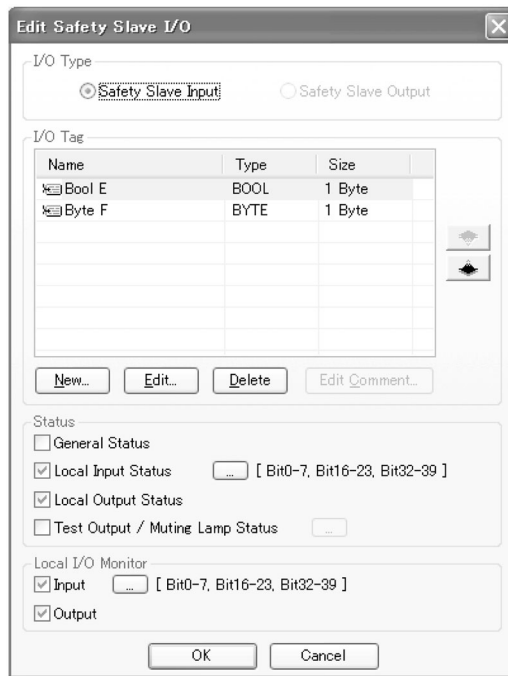 Edit Safety Slave I/O
I/O Type
Safety Slave Input Safety Slave Output
I/O Tag
Name Type Size
Bool E BOOL 1 Byte
Byte F BYTE 1 Byte
New... Edit... Delete Edit Comment...
Status
General Status
Local Input Status ... [ Bit0-7, Bit16-23, Bit32-39 ]
Local Output Status
Test Output / Muting Lamp Status ...
Local I/O Monitor
Input ... [ Bit0-7, Bit16-23, Bit32-39 ]
Output
OK Cancel